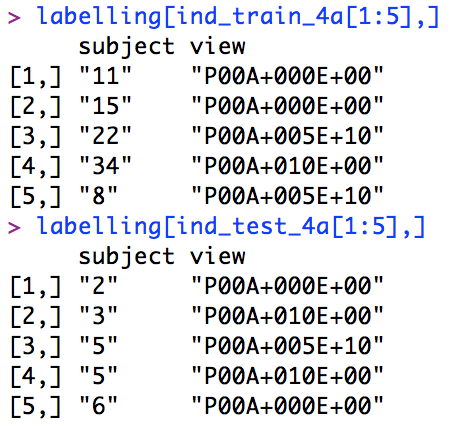 > labelling[ind_train_4a[1:5],]
     subject view
[1,] "11"    "P00A+000E+00"
[2,] "15"    "P00A+000E+00"
[3,] "22"    "P00A+005E+10"
[4,] "34"    "P00A+010E+00"
[5,] "8"     "P00A+005E+10"
> labelling[ind_test_4a[1:5],]
     subject view
[1,] "2"     "P00A+000E+00"
[2,] "3"     "P00A+010E+00"
[3,] "5"     "P00A+005E+10"
[4,] "5"     "P00A+010E+00"
[5,] "6"     "P00A+000E+00"